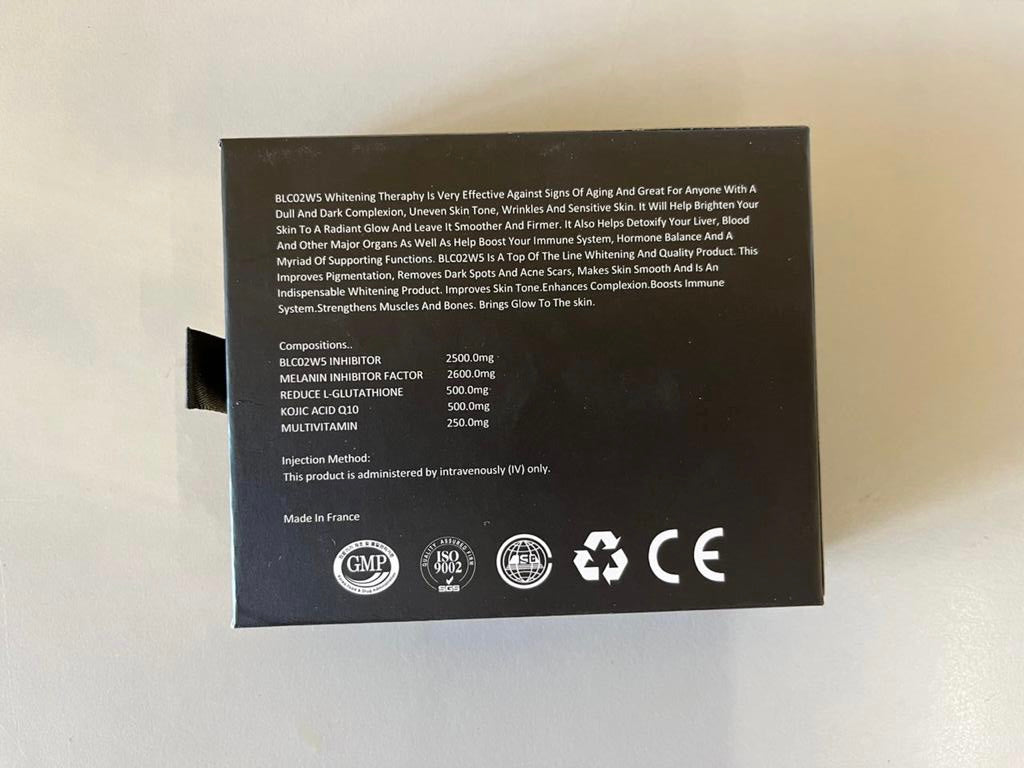 BLC02W5 Whitening Theraphy Is Very Effective Against Signs Of Aging And Great For Anyone With A
Dull And Dark Complexion, Uneven Skin Tone, Wrinkles And Sensitive Skin. It Will Help Brighten Your
Skin To A Radiant Glow And Leave It Smoother And Firmer. It Also Helps Detoxify Your Liver, Blood
And Other Major Organs As Well As Help Boost Your Immune System, Hormone Balance And A
Myriad Of Supporting Functions. BLC02W5 Is A Top Of The Line Whitening And Quality Product. This
Improves Pigmentation, Removes Dark Spots And Acne Scars, Makes Skin Smooth And Is An
Indispensable Whitening Product. Improves Skin Tone.Enhances Complexion.Boosts Immune
System.Strengthens Muscles And Bones. Brings Glow To The skin.
Compositions..
BLC02W5 INHIBITOR 2500.0mg
MELANIN INHIBITOR FACTOR 2600.0mg
REDUCE L-GLUTATHIONE 500.0mg
KOJIC ACID Q10 500.0mg
MULTIVITAMIN 250.0mg
Injection Method:
This product is administered by intravenously (IV) only.
Made In France
GMP
QUALITY ASSURED FIRM
ISO
9002
SGS
CE